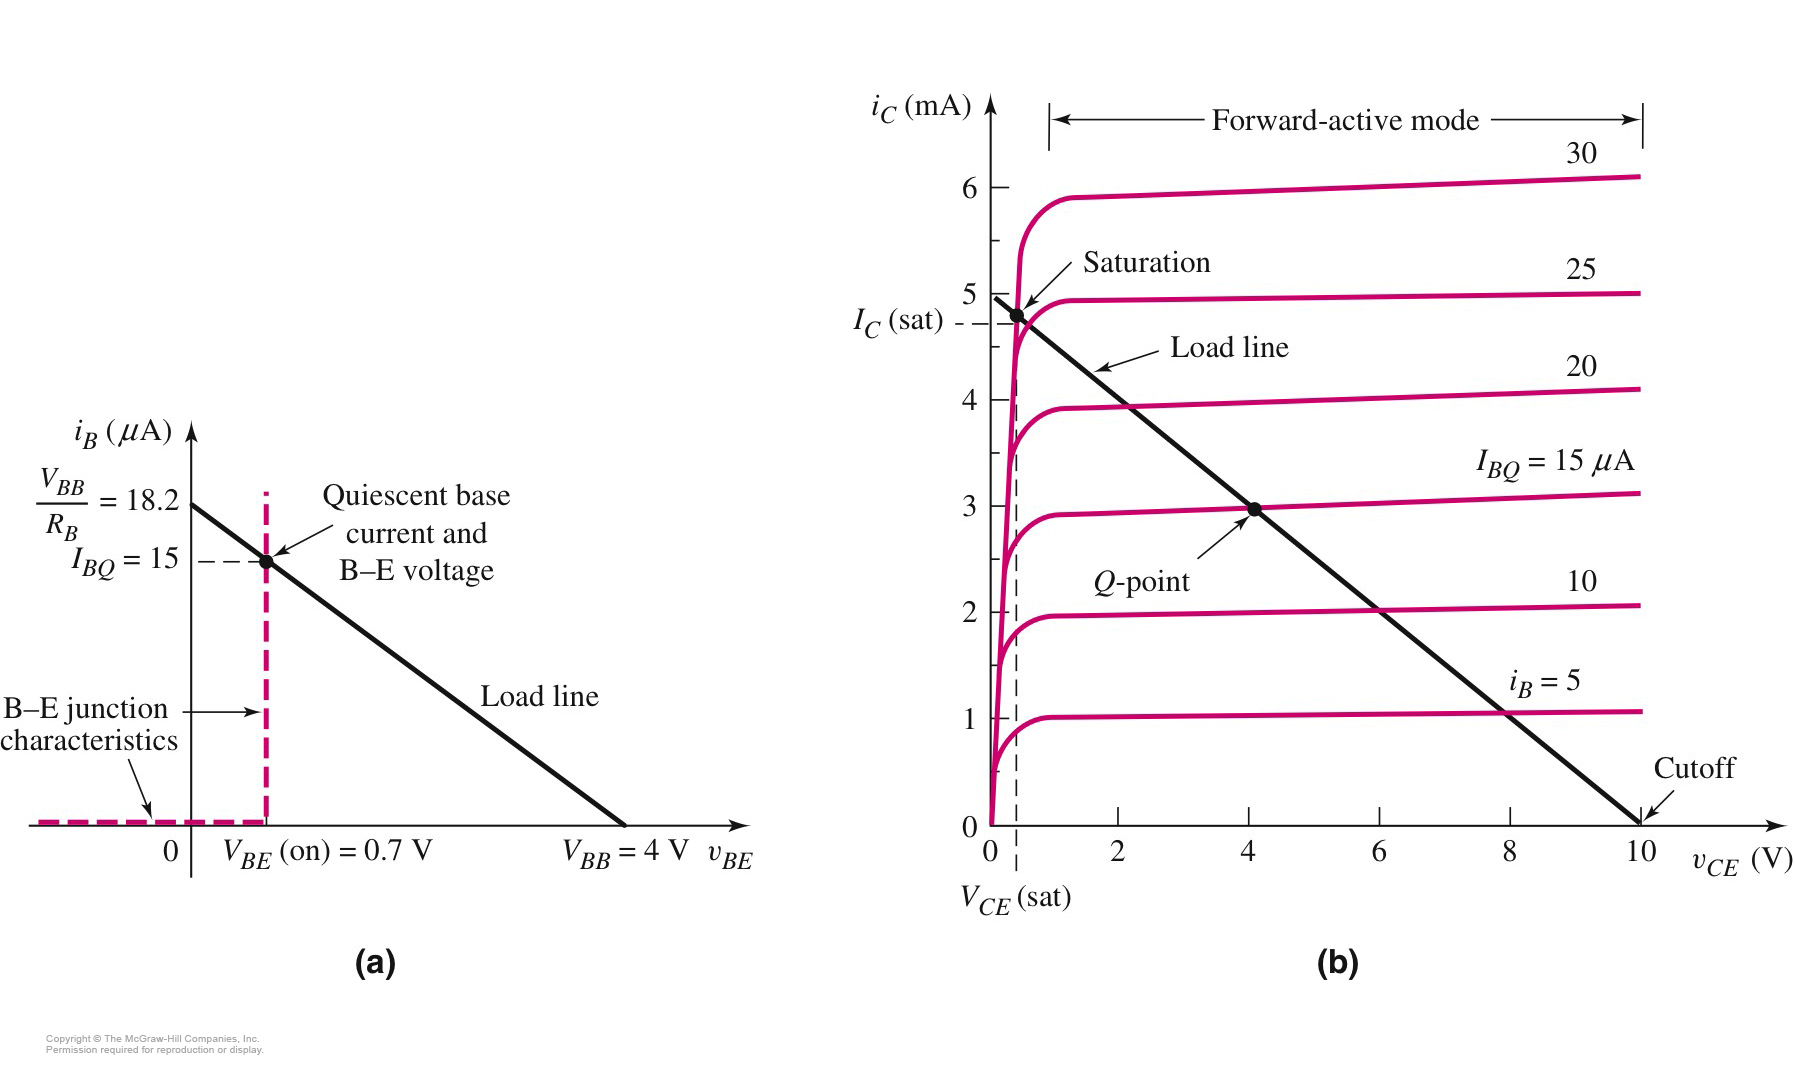 i_B (μA)
V_BB / R_B = 18.2
I_BQ = 15
Quiescent base
current and
B–E voltage
Load line
B–E junction
characteristics
0
V_BE (on) = 0.7 V
V_BB = 4 V
υ_BE
(a)
i_C (mA)
Forward-active mode
30
6
Saturation
25
5
I_C (sat)
Load line
20
4
I_BQ = 15 μA
3
Q-point
10
2
i_B = 5
1
Cutoff
0
0
2
4
6
8
10
υ_CE (V)
V_CE (sat)
(b)
Copyright © The McGraw-Hill Companies, Inc.
Permission required for reproduction or display.